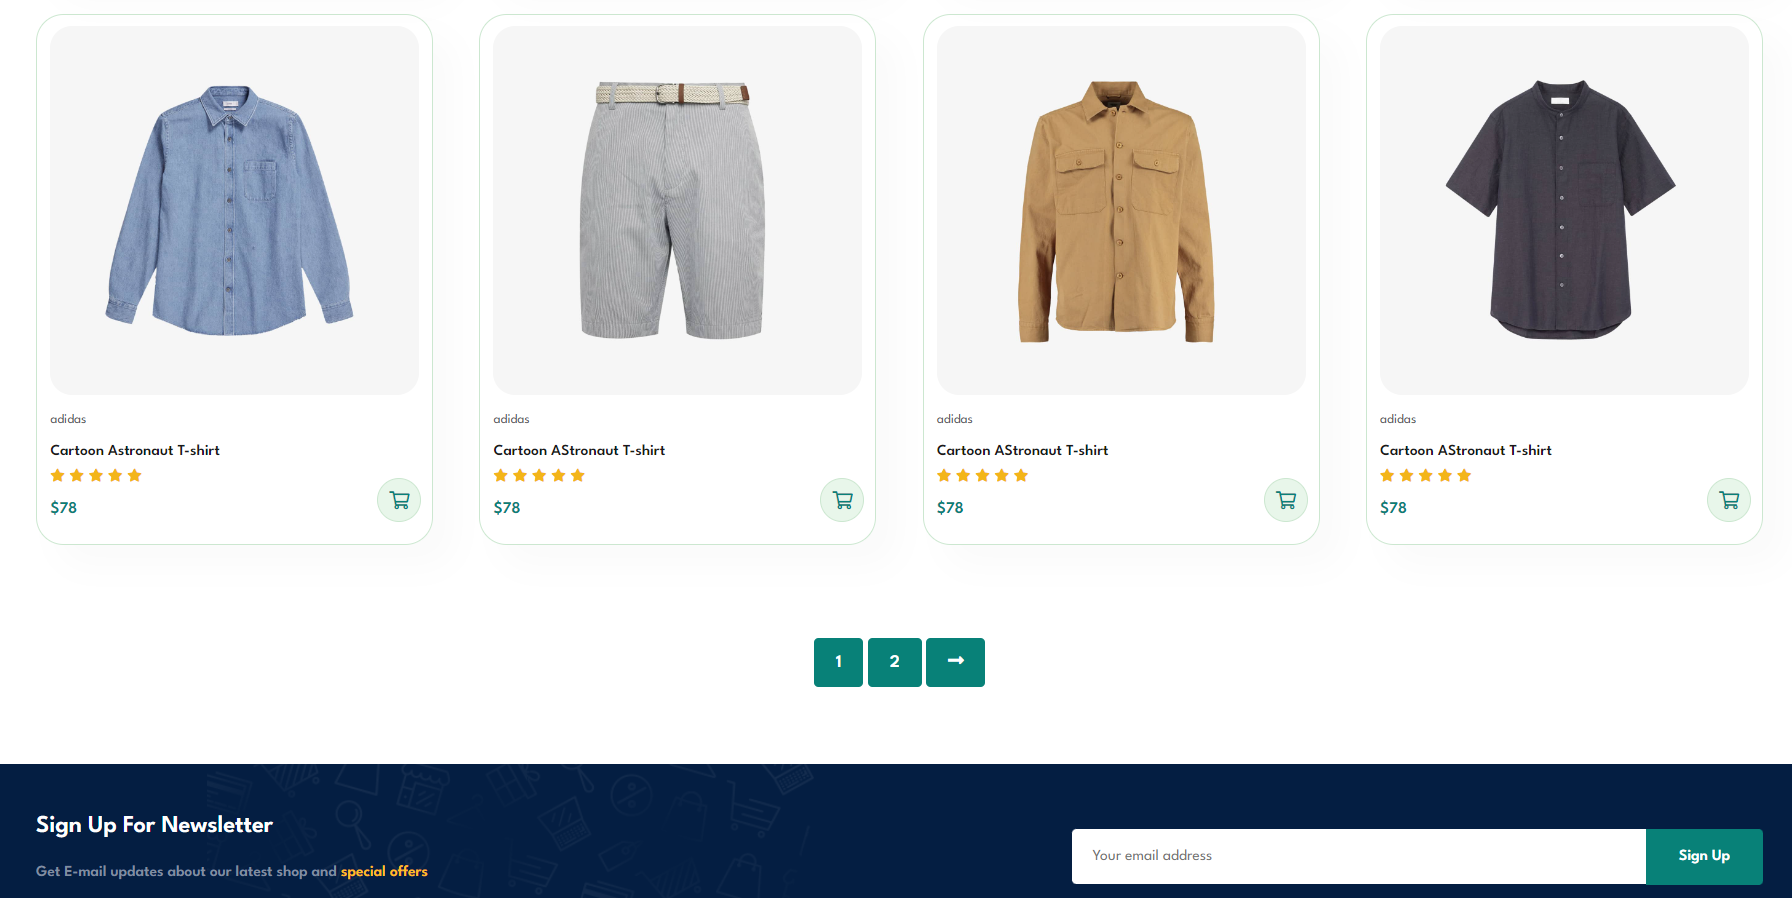 adidas
Cartoon Astronaut T-shirt
$78
adidas
Cartoon AStronaut T-shirt
$78
adidas
Cartoon AStronaut T-shirt
$78
adidas
Cartoon AStronaut T-shirt
$78
1 2
Sign Up For Newsletter
Get E-mail updates about our latest shop and special offers
Your email address
Sign Up